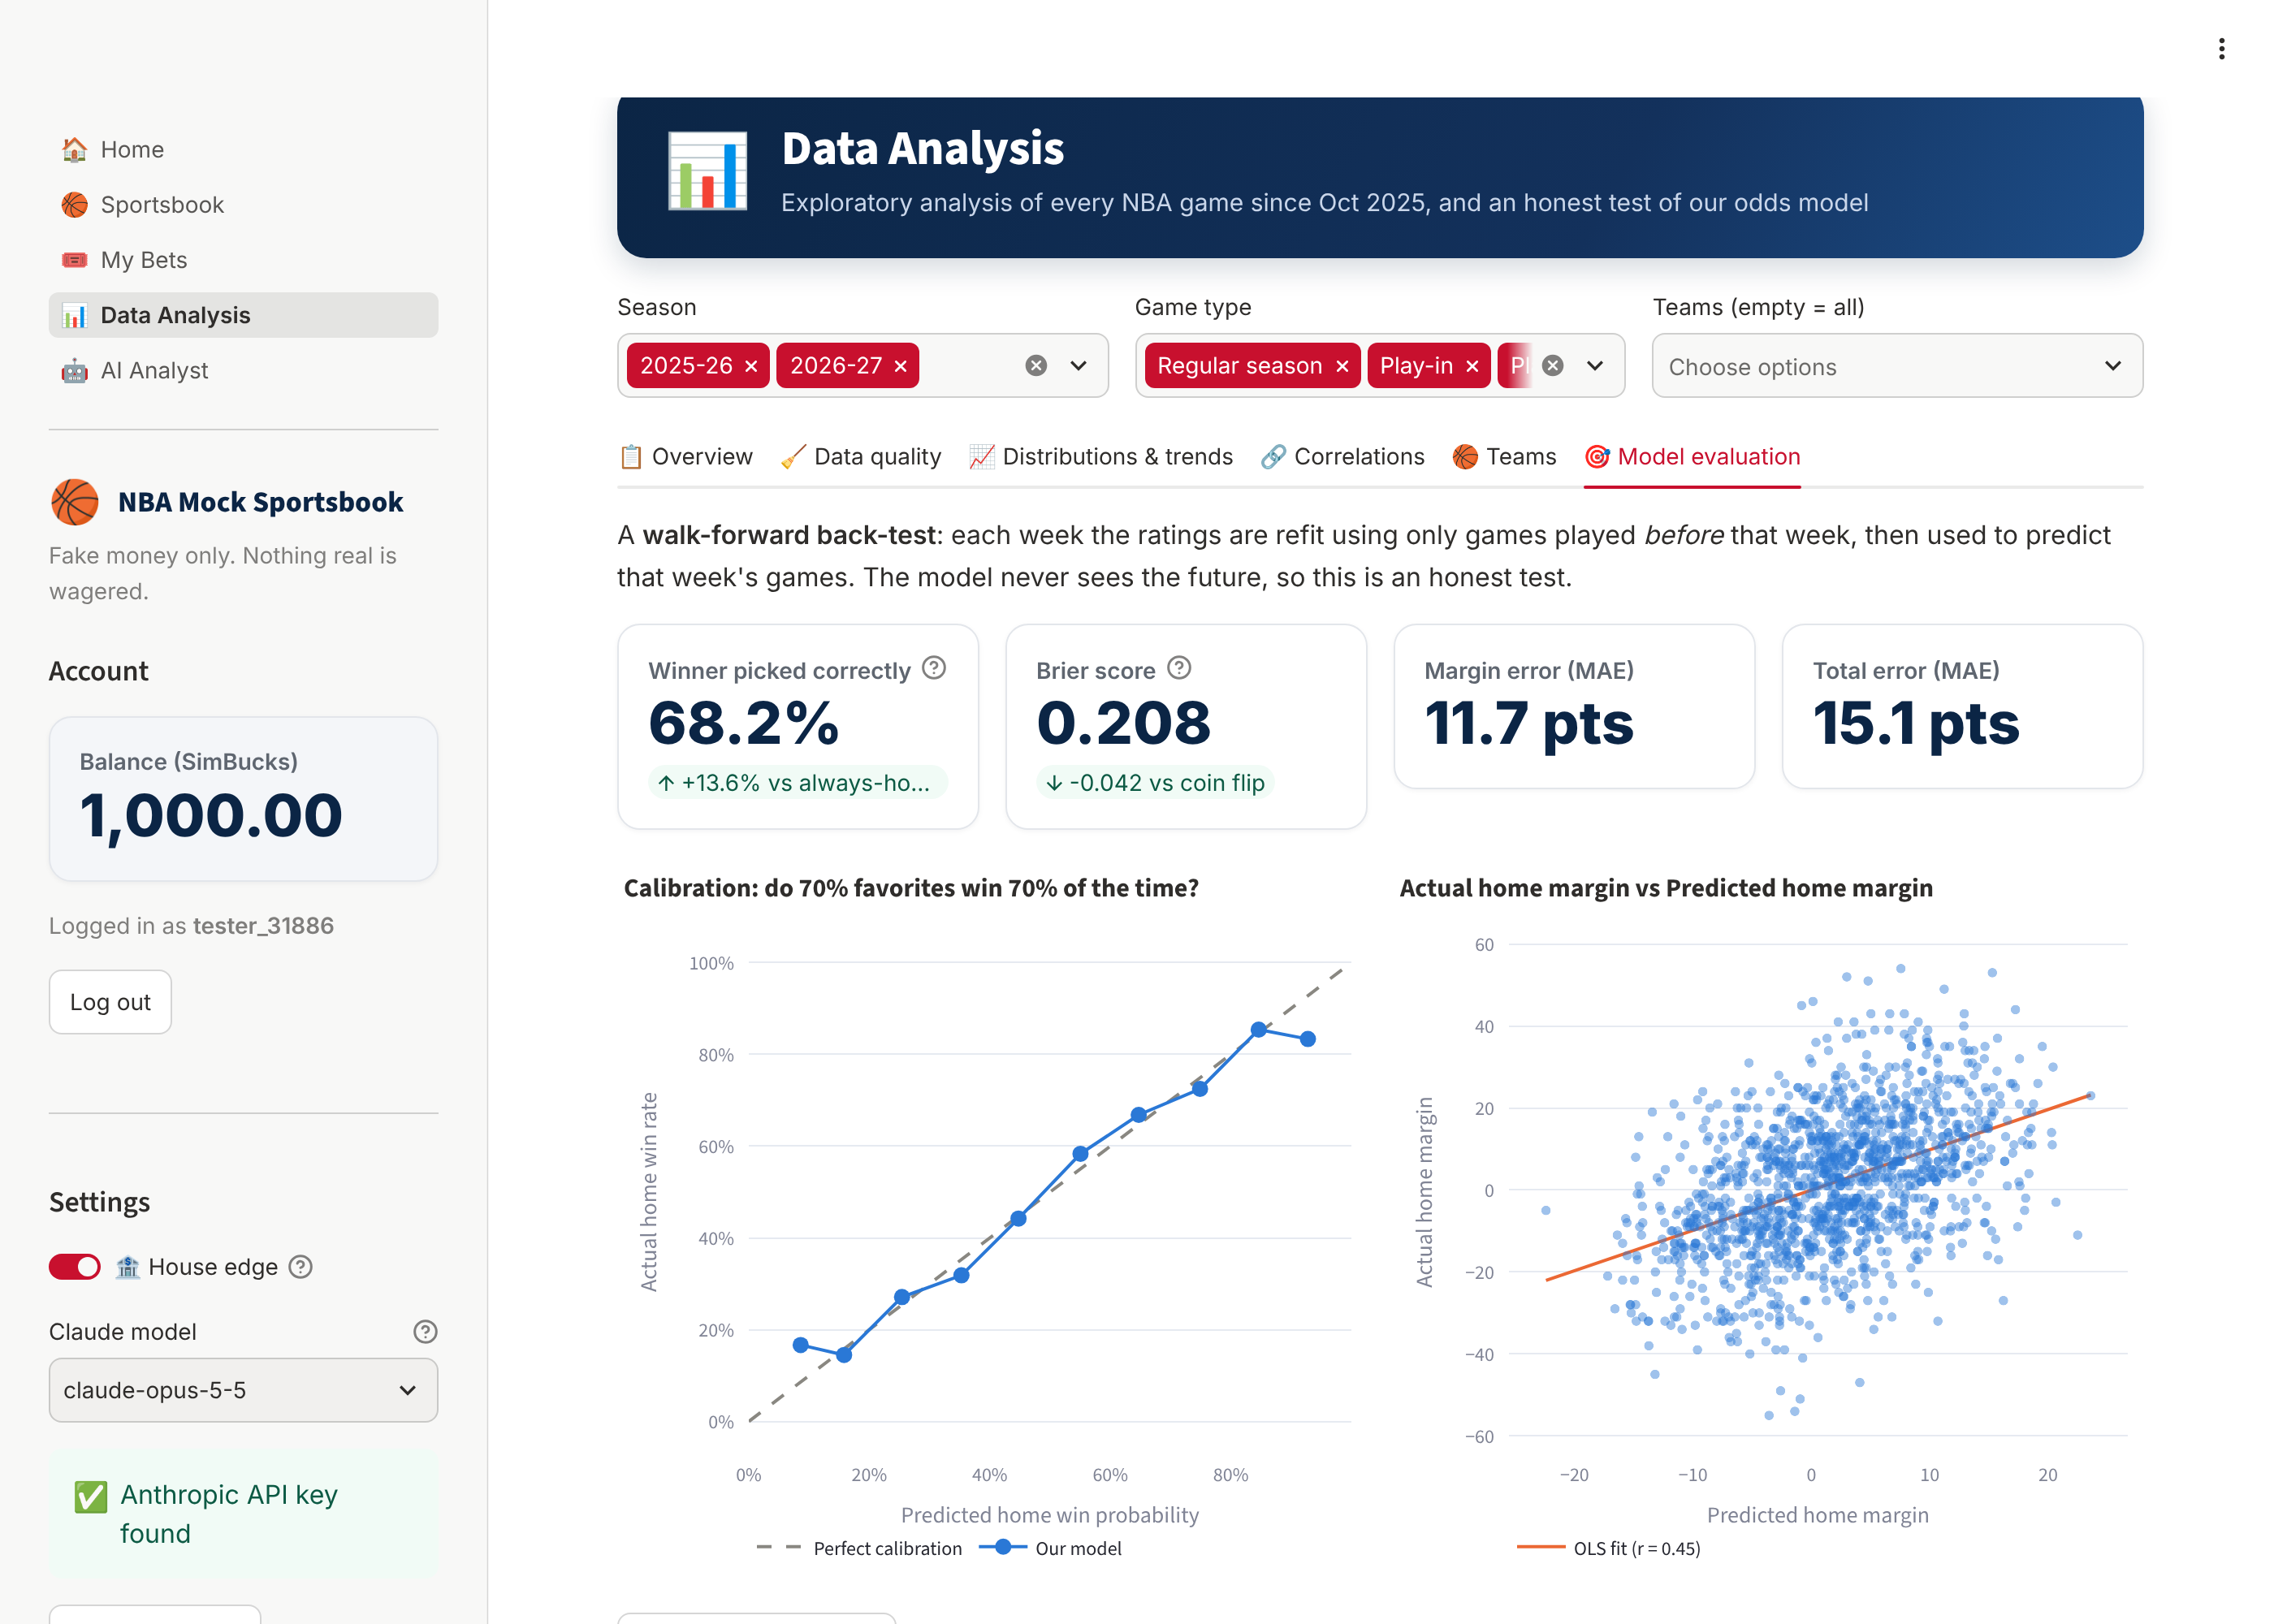 Home
Sportsbook
My Bets
Data Analysis
AI Analyst
NBA Mock Sportsbook
Fake money only. Nothing real is
wagered.
Account
Balance (SimBucks)
1,000.00
Logged in as tester_31886
Log out
Settings
House edge
Claude model
claude-opus-5-5
Anthropic API key
found
Data Analysis
Exploratory analysis of every NBA game since Oct 2025, and an honest test of our odds model
Season
2025-26
2026-27
Game type
Regular season
Play-in
Teams (empty = all)
Choose options
Overview
Data quality
Distributions & trends
Correlations
Teams
Model evaluation
A walk-forward back-test: each week the ratings are refit using only games played before that week, then used to predict
that week's games. The model never sees the future, so this is an honest test.
Winner picked correctly
68.2%
↑ +13.6% vs always-ho...
Brier score
0.208
↓ -0.042 vs coin flip
Margin error (MAE)
11.7 pts
Total error (MAE)
15.1 pts
Calibration: do 70% favorites win 70% of the time?
100%
80%
60%
40%
20%
0%
Actual home win rate
0% 20% 40% 60% 80%
Predicted home win probability
Perfect calibration
Our model
Actual home margin vs Predicted home margin
60
40
20
0
−20
−40
−60
Actual home margin
−20 −10 0 10 20
Predicted home margin
OLS fit (r = 0.45)